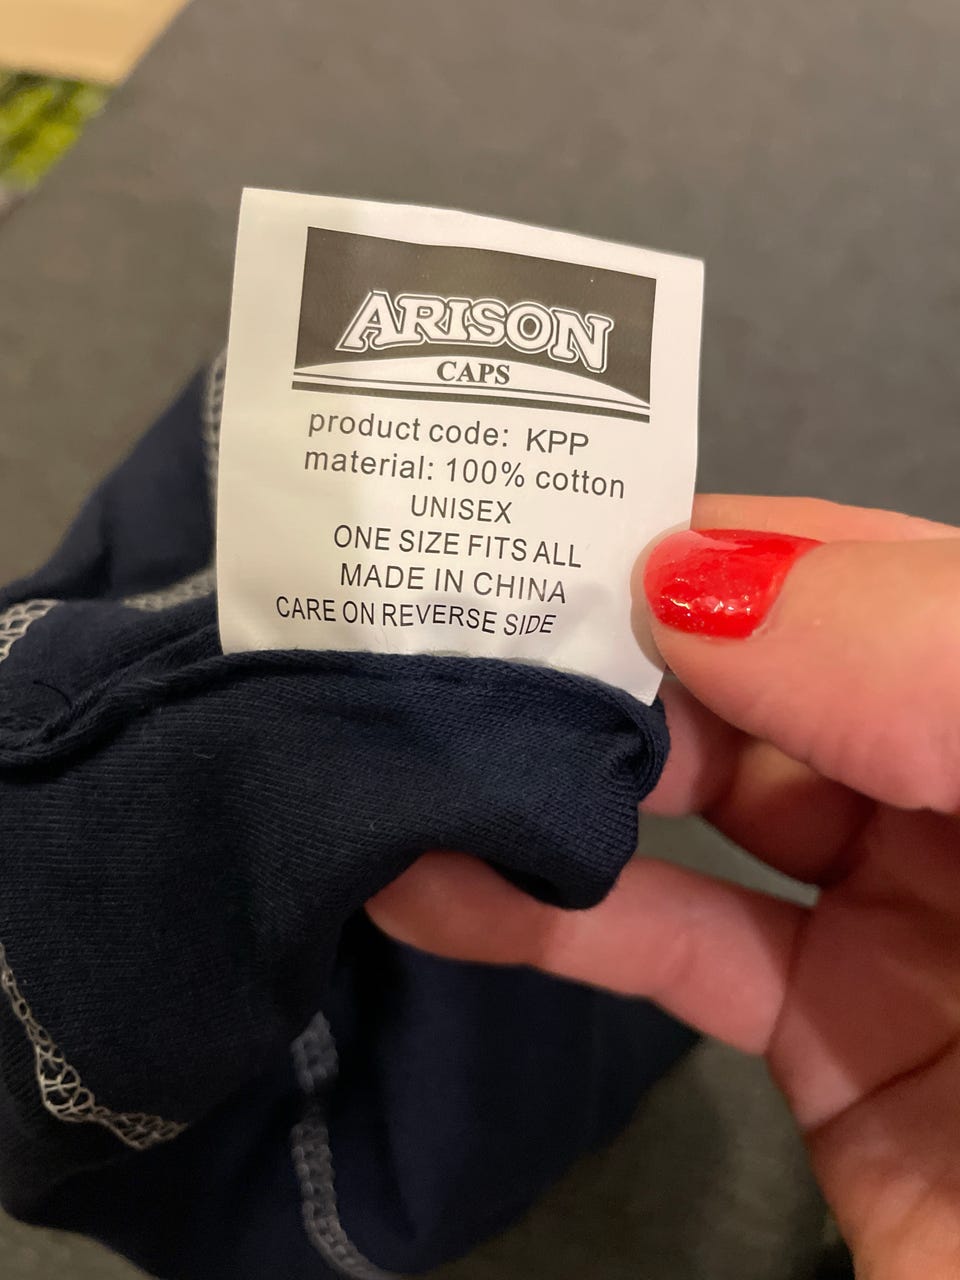 ARISON
CAPS
product code: KPP
material: 100% cotton
UNISEX
ONE SIZE FITS ALL
MADE IN CHINA
CARE ON REVERSE SIDE